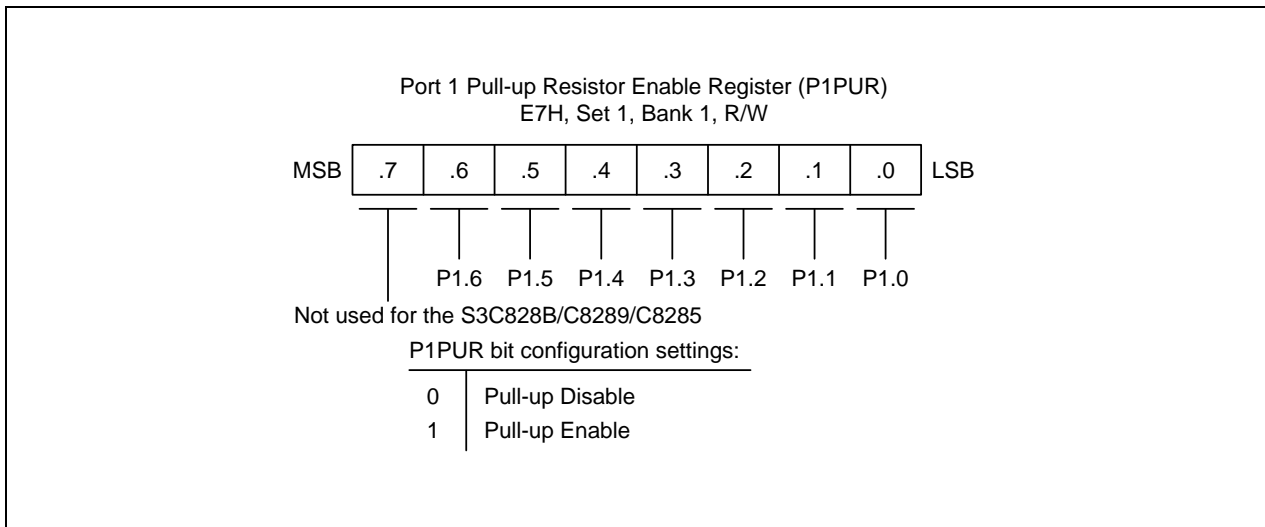 Port 1 Pull-up Resistor Enable Register (P1PUR)
E7H, Set 1, Bank 1, R/W
MSB .7 .6 .5 .4 .3 .2 .1 .0 LSB
P1.6 P1.5 P1.4 P1.3 P1.2 P1.1 P1.0
Not used for the S3C828B/C8289/C8285
P1PUR bit configuration settings:
0 Pull-up Disable
1 Pull-up Enable